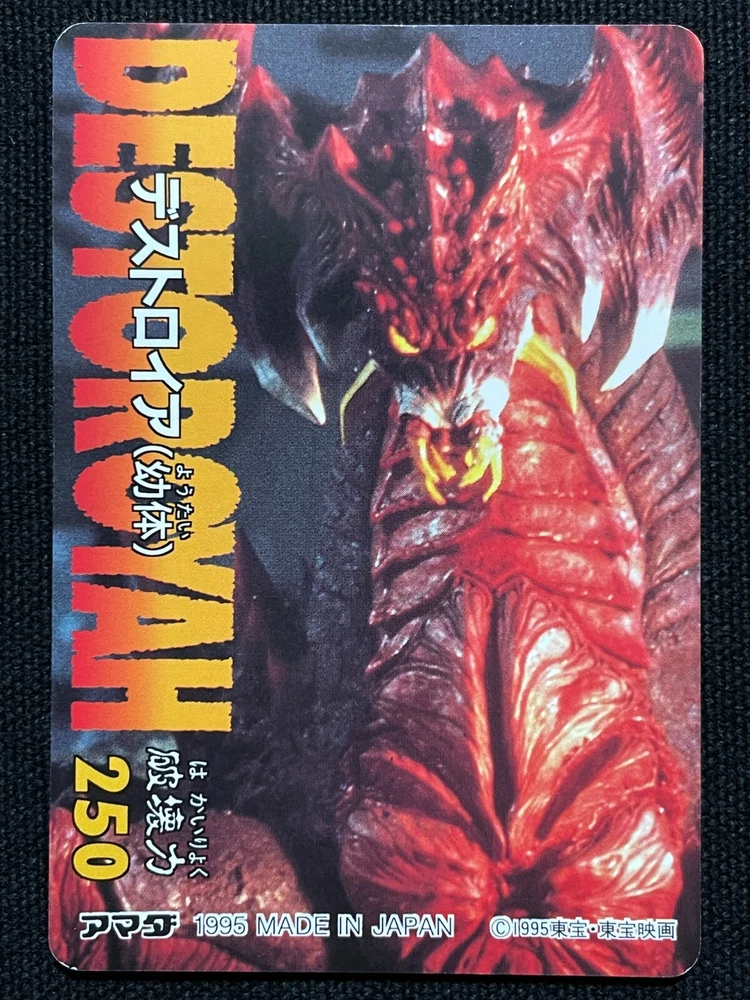 DESTOROYAH
デストロイア(幼体)
ようたい
はかいりよく
破壊力
250
アマダ 1995 MADE IN JAPAN ©1995東宝・東宝映画